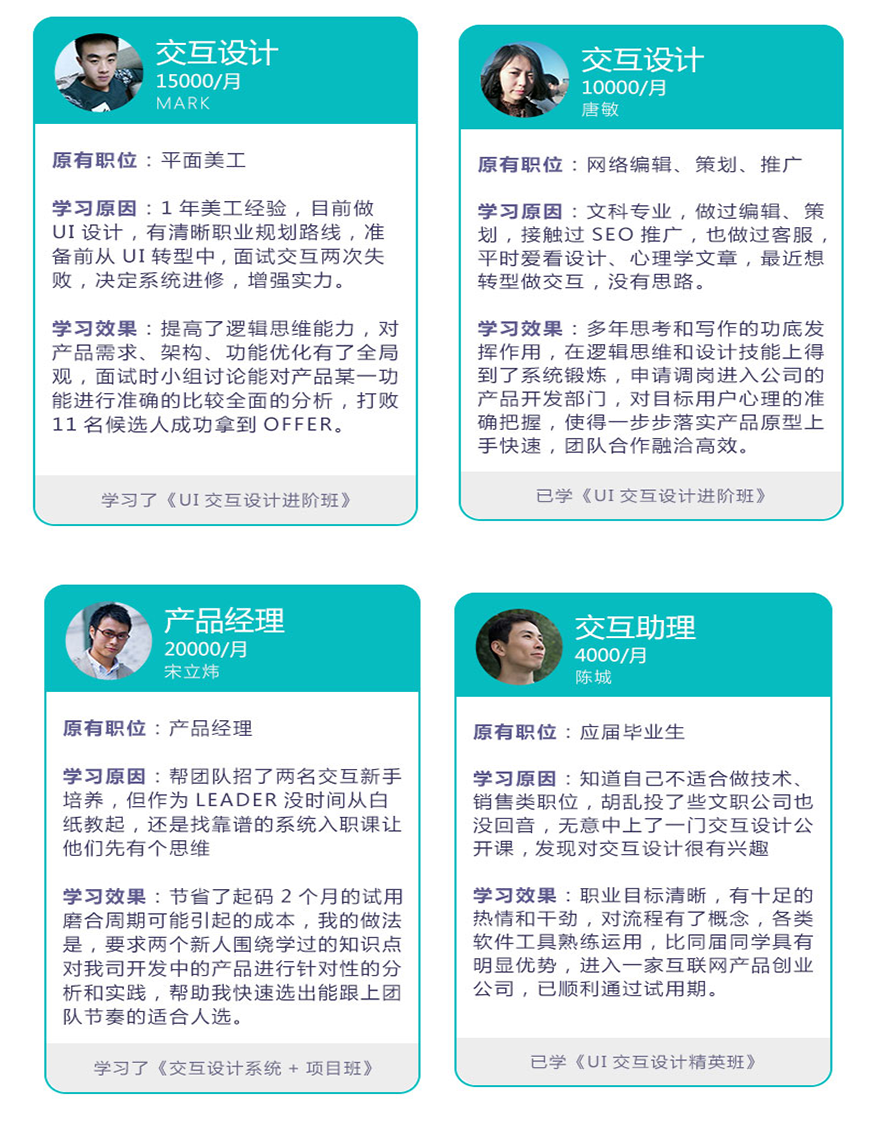 交互设计
15000/月
MARK
原有职位：平面美工
学习原因：1 年美工经验，目前做
UI 设计，有清晰职业规划路线，准
备前从 UI 转型中，面试交互两次失
败，决定系统进修，增强实力。
学习效果：提高了逻辑思维能力，对
产品需求、架构、功能优化有了全局
观，面试时小组讨论能对产品某一功
能进行准确的比较全面的分析，打败
11 名候选人成功拿到 OFFER。
学习了《UI 交互设计进阶班》
交互设计
10000/月
唐敏
原有职位：网络编辑、策划、推广
学习原因：文科专业，做过编辑、策
划，接触过 SEO 推广，也做过客服，
平时爱看设计、心理学文章，最近想
转型做交互，没有思路。
学习效果：多年思考和写作的功底发
挥作用，在逻辑思维和设计技能上得
到了系统锻炼，申请调岗进入公司的
产品开发部门，对目标用户心理的准
确把握，使得一步步落实产品原型上
手快速，团队合作融洽高效。
已学《UI 交互设计进阶班》
产品经理
20000/月
宋立炜
原有职位：产品经理
学习原因：帮团队招了两名交互新手
培养，但作为 LEADER 没时间从白
纸教起，还是找靠谱的系统入职课让
他们先有个思维
学习效果：节省了起码 2 个月的试用
磨合周期可能引起的成本，我的做法
是，要求两个新人围绕学过的知识点
对我司开发中的产品进行针对性的分
析和实践，帮助我快速选出能跟上团
队节奏的适合人选。
学习了《交互设计系统 + 项目班》
交互助理
4000/月
陈城
原有职位：应届毕业生
学习原因：知道自己不适合做技术、
销售类职位，胡乱投了些文职公司也
没回音，无意中上了一门交互设计公
开课，发现对交互设计很有兴趣
学习效果：职业目标清晰，有十足的
热情和干劲，对流程有了概念，各类
软件工具熟练运用，比同届同学具有
明显优势，进入一家互联网产品创业
公司，已顺利通过试用期。
已学《UI 交互设计精英班》